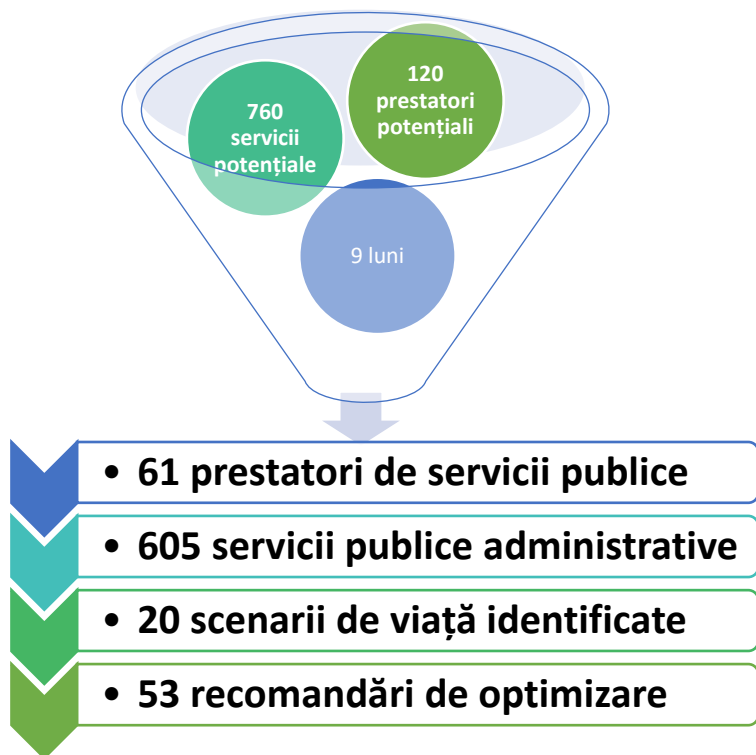 120
prestatori
potențiali
760
servicii
potențiale
9 luni
• 61 prestatori de servicii publice
• 605 servicii publice administrative
• 20 scenarii de viață identificate
• 53 recomandări de optimizare